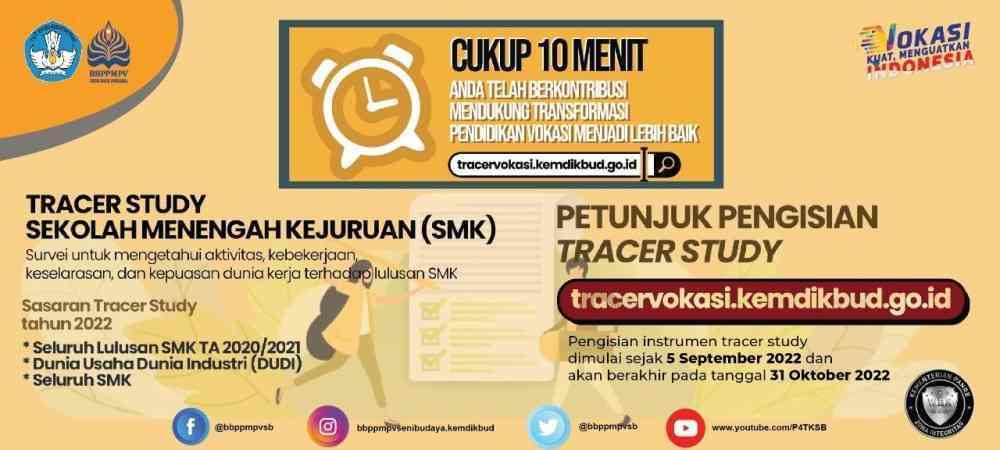 BBPPMPV
VOKASI
KUAT, MENGUATKAN
INDONESIA
CUKUP 10 MENIT
ANDA TELAH BERKONTRIBUSI
MENDUKUNG TRANSFORMASI
PENDIDIKAN VOKASI MENJADI LEBIH BAIK
tracervokasi.kemdikbud.go.id
TRACER STUDY
SEKOLAH MENENGAH KEJURUAN (SMK)
Survei untuk mengetahui aktivitas, kebekerjaan,
keselarasan, dan kepuasan dunia kerja terhadap lulusan SMK
Sasaran Tracer Study
tahun 2022
* Seluruh Lulusan SMK TA 2020/2021
* Dunia Usaha Dunia Industri (DUDI)
* Seluruh SMK
PETUNJUK PENGISIAN
TRACER STUDY
tracervokasi.kemdikbud.go.id
Pengisian instrumen tracer study
dimulai sejak 5 September 2022 dan
akan berakhir pada tanggal 31 Oktober 2022
@bbppmpvsb
bbppmpvsenibudaya.kemdikbud
@bbppmpvsb
www.youtube.com/P4TKSB
ZONA INTEGRITAS